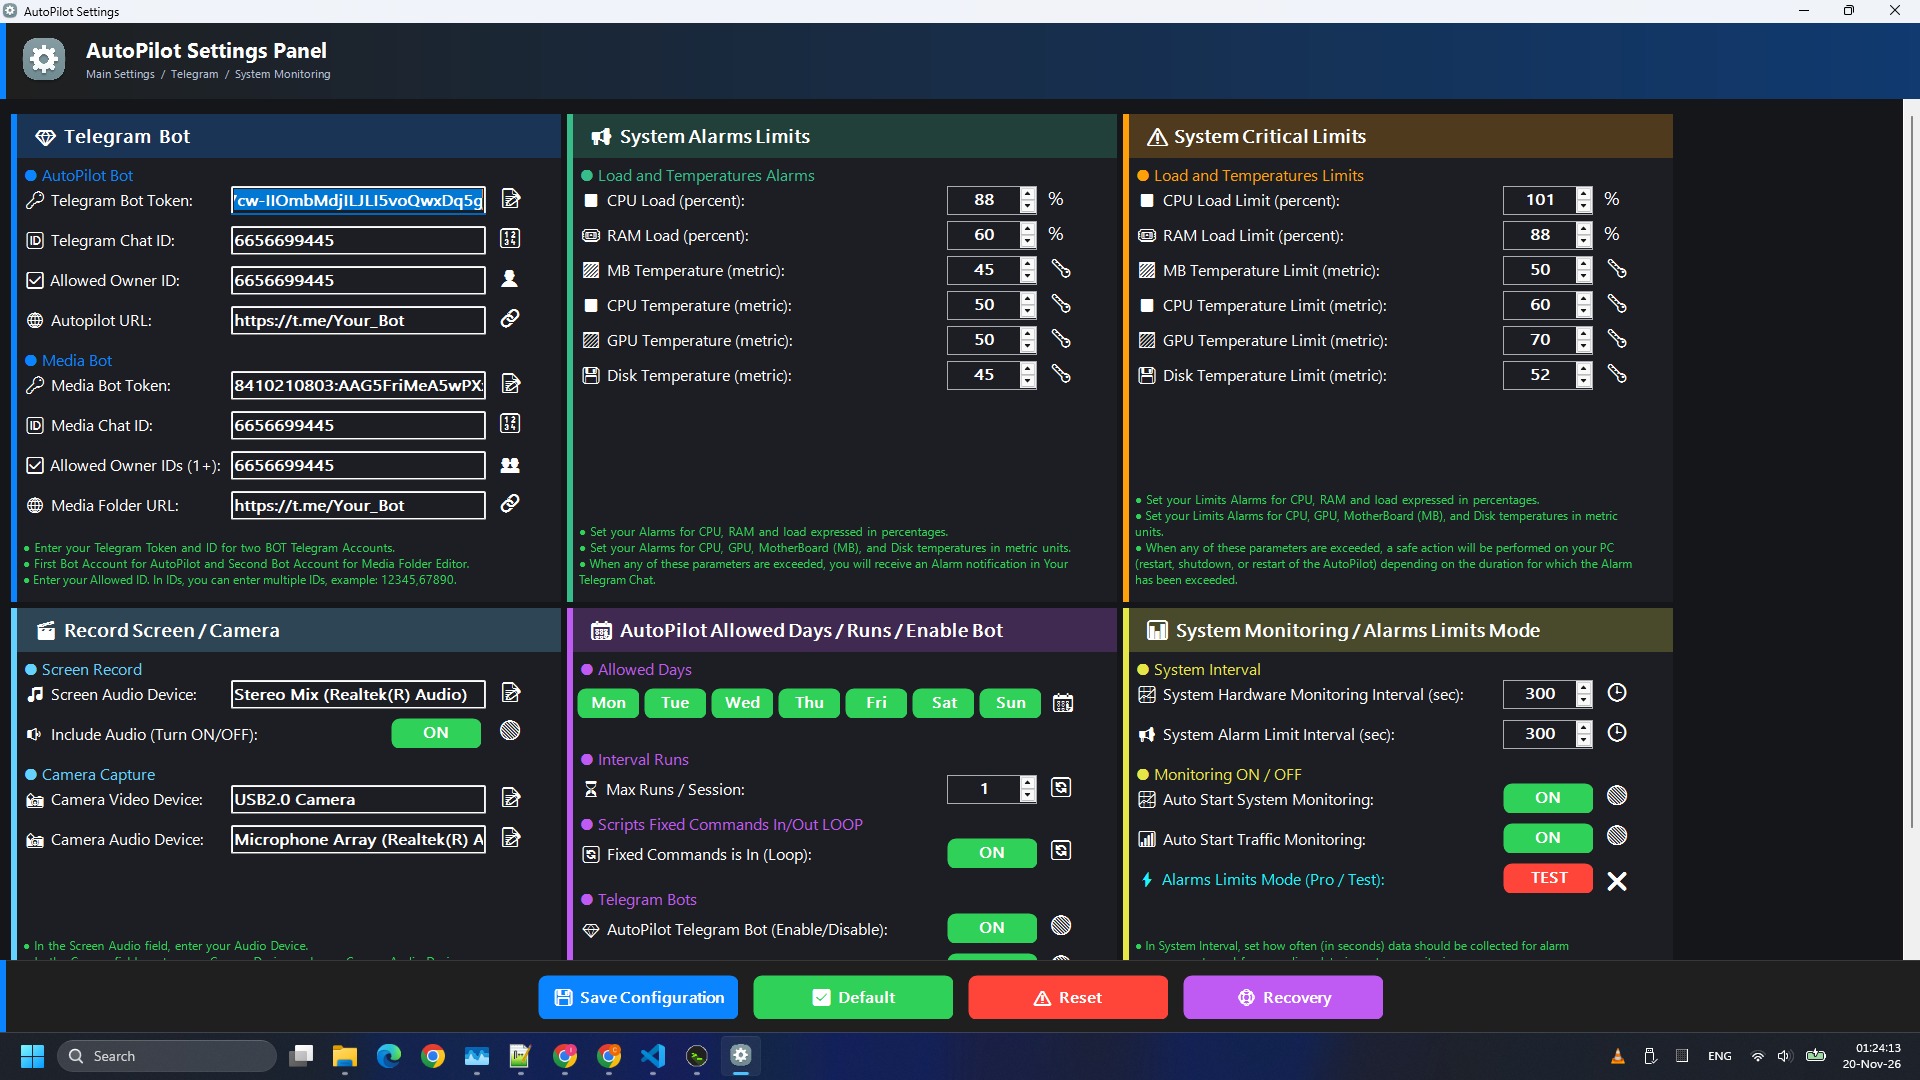 AutoPilot Settings
AutoPilot Settings Panel
Main Settings / Telegram / System Monitoring
Telegram Bot
AutoPilot Bot
Telegram Bot Token: cw-IIOmbMdjILJLI5voQwxDq5g
Telegram Chat ID: 6656699445
Allowed Owner ID: 6656699445
Autopilot URL: https://t.me/Your_Bot
Media Bot
Media Bot Token: 8410210803:AAG5FriMeA5wPX
Media Chat ID: 6656699445
Allowed Owner IDs (1+): 6656699445
Media Folder URL: https://t.me/Your_Bot
● Enter your Telegram Token and ID for two BOT Telegram Accounts.
● First Bot Account for AutoPilot and Second Bot Account for Media Folder Editor.
● Enter your Allowed ID. In IDs, you can enter multiple IDs, example: 12345,67890.
System Alarms Limits
Load and Temperatures Alarms
CPU Load (percent): 88 %
RAM Load (percent): 60 %
MB Temperature (metric): 45
CPU Temperature (metric): 50
GPU Temperature (metric): 50
Disk Temperature (metric): 45
● Set your Alarms for CPU, RAM and load expressed in percentages.
● Set your Alarms for CPU, GPU, MotherBoard (MB), and Disk temperatures in metric units.
● When any of these parameters are exceeded, you will receive an Alarm notification in Your
Telegram Chat.
System Critical Limits
Load and Temperatures Limits
CPU Load Limit (percent): 101 %
RAM Load Limit (percent): 88 %
MB Temperature Limit (metric): 50
CPU Temperature Limit (metric): 60
GPU Temperature Limit (metric): 70
Disk Temperature Limit (metric): 52
● Set your Limits Alarms for CPU, RAM and load expressed in percentages.
● Set your Limits Alarms for CPU, GPU, MotherBoard (MB), and Disk temperatures in metric
units.
● When any of these parameters are exceeded, a safe action will be performed on your PC
(restart, shutdown, or restart of the AutoPilot) depending on the duration for which the Alarm
has been exceeded.
Record Screen / Camera
Screen Record
Screen Audio Device: Stereo Mix (Realtek(R) Audio)
Include Audio (Turn ON/OFF): ON
Camera Capture
Camera Video Device: USB2.0 Camera
Camera Audio Device: Microphone Array (Realtek(R) A
● In the Screen Audio field, enter your Audio Device.
AutoPilot Allowed Days / Runs / Enable Bot
Allowed Days
Mon Tue Wed Thu Fri Sat Sun
Interval Runs
Max Runs / Session: 1
Scripts Fixed Commands In/Out LOOP
Fixed Commands is In (Loop): ON
Telegram Bots
AutoPilot Telegram Bot (Enable/Disable): ON
System Monitoring / Alarms Limits Mode
System Interval
System Hardware Monitoring Interval (sec): 300
System Alarm Limit Interval (sec): 300
Monitoring ON / OFF
Auto Start System Monitoring: ON
Auto Start Traffic Monitoring: ON
Alarms Limits Mode (Pro / Test): TEST
● In System Interval, set how often (in seconds) data should be collected for alarm
Save Configuration
Default
Reset
Recovery
Search
ENG
01:24:13
20-Nov-26